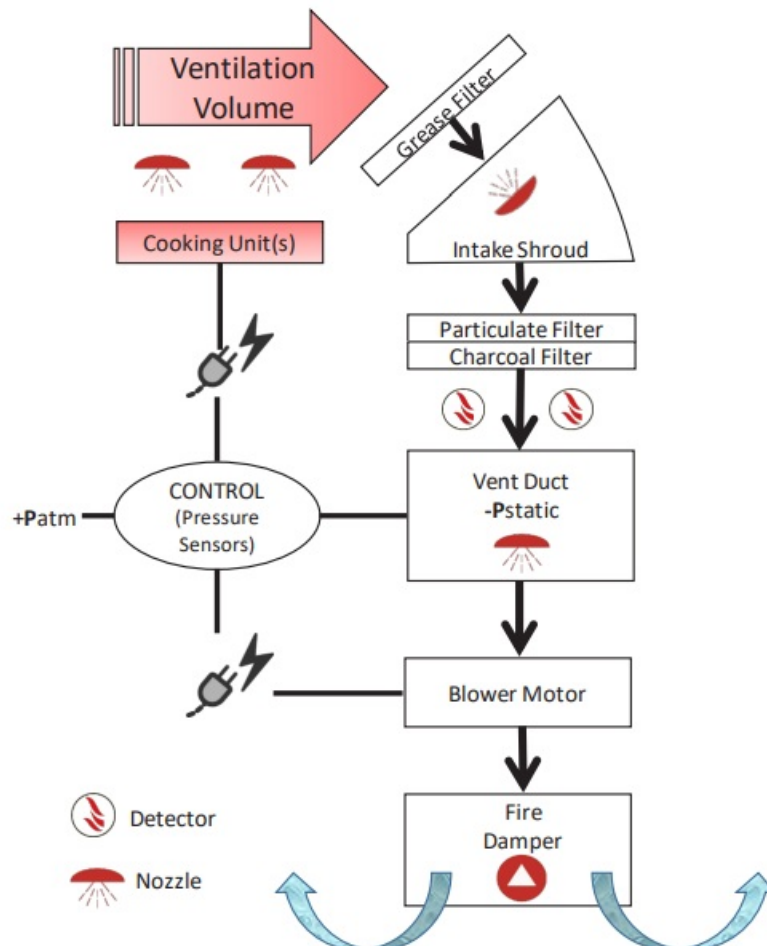 Ventilation
Volume
Grease Filter
Cooking Unit(s)
Intake Shroud
Particulate Filter
Charcoal Filter
+Patm
CONTROL
(Pressure
Sensors)
Vent Duct
-Pstatic
Blower Motor
Fire
Damper
Detector
Nozzle